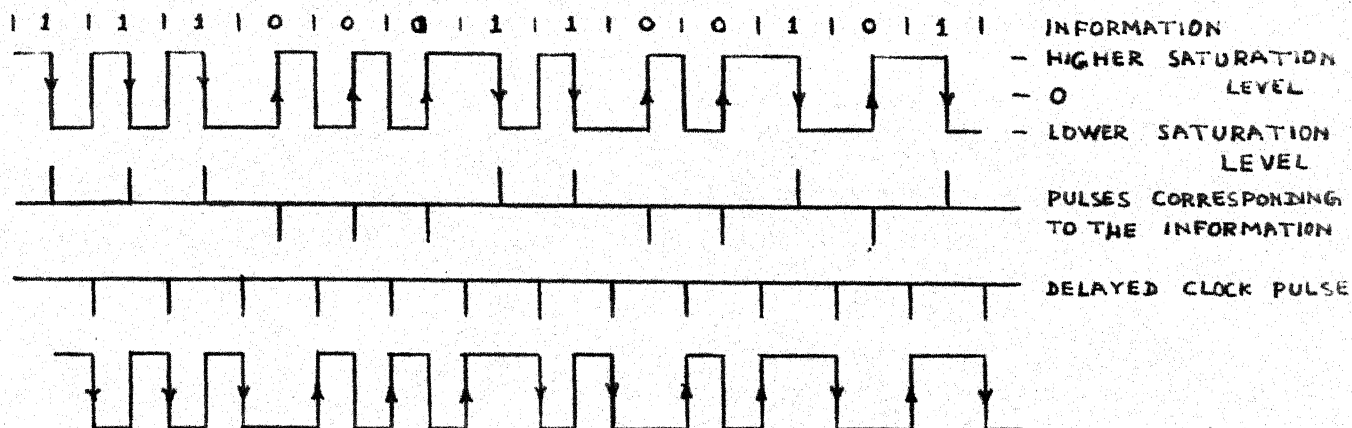 | 1 | 1 | 1 | 0 | 0 | 0 | 1 | 1 | 0 | 0 | 1 | 0 | 1 | INFORMATION
- HIGHER SATURATION
LEVEL
- 0
- LOWER SATURATION
LEVEL
PULSES CORRESPONDING
TO THE INFORMATION
DELAYED CLOCK PULSE